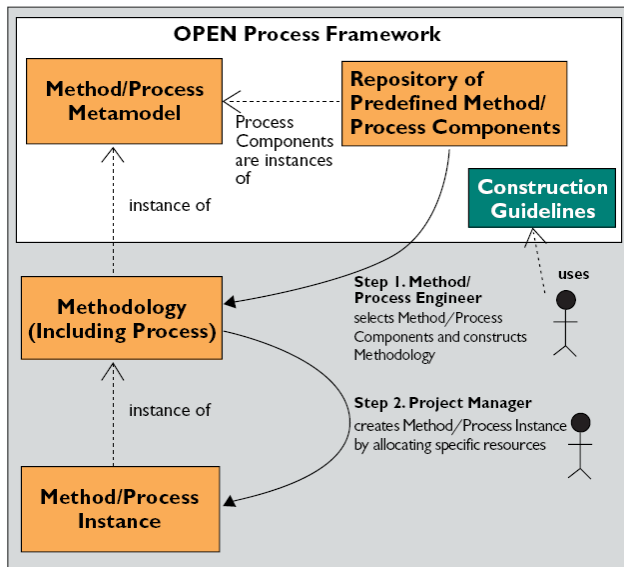 OPEN Process Framework
Method/Process
Metamodel
Repository of
Predefined Method/
Process Components
Process
Components
are instances
of
instance of
Construction
Guidelines
uses
Methodology
(Including Process)
Step 1. Method/
Process Engineer
selects Method/Process
Components and constructs
Methodology
instance of
Step 2. Project Manager
creates Method/Process Instance
by allocating specific resources
Method/Process
Instance